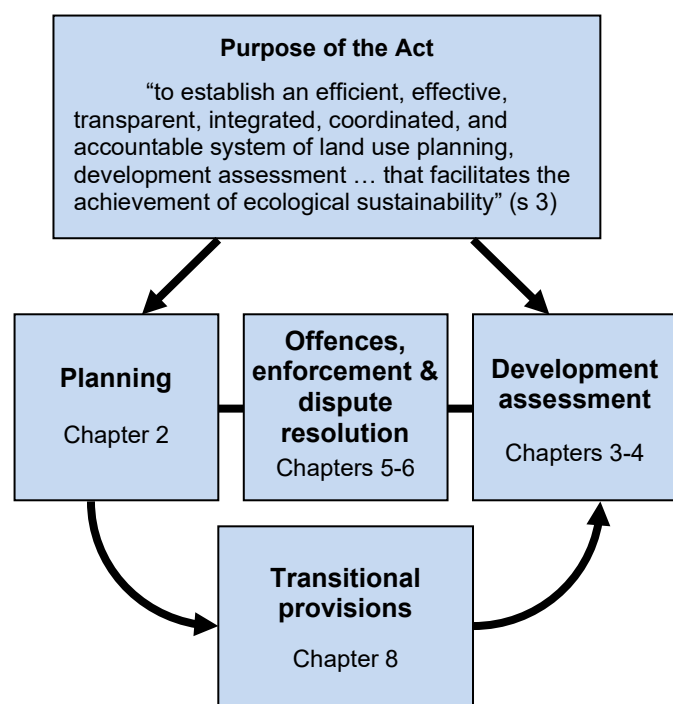 Purpose of the Act
“to establish an efficient, effective,
transparent, integrated, coordinated, and
accountable system of land use planning,
development assessment … that facilitates the
achievement of ecological sustainability” (s 3)
Planning
Chapter 2
Offences,
enforcement &
dispute
resolution
Chapters 5-6
Development
assessment
Chapters 3-4
Transitional
provisions
Chapter 8